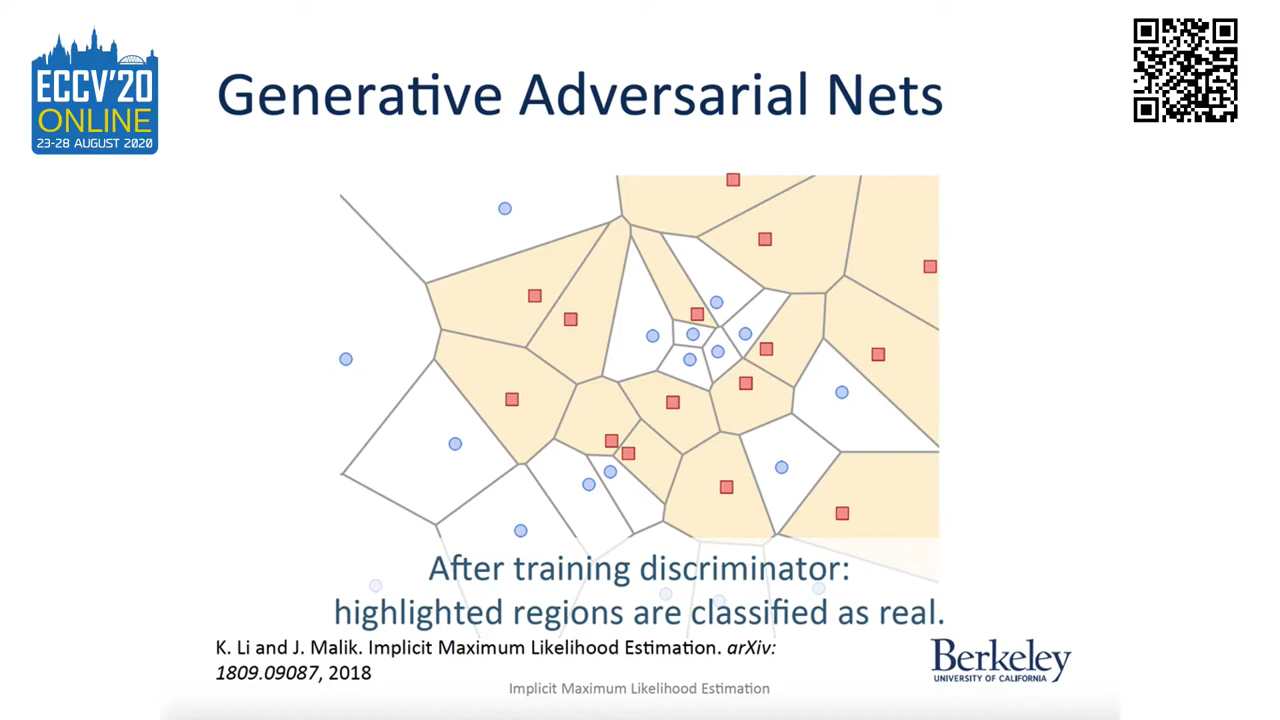 ECCV'20
ONLINE
23-28 AUGUST 2020
Generative Adversarial Nets
After training discriminator:
highlighted regions are classified as real.
K. Li and J. Malik. Implicit Maximum Likelihood Estimation. arXiv:
1809.09087, 2018
Implicit Maximum Likelihood Estimation
Berkeley
UNIVERSITY OF CALIFORNIA